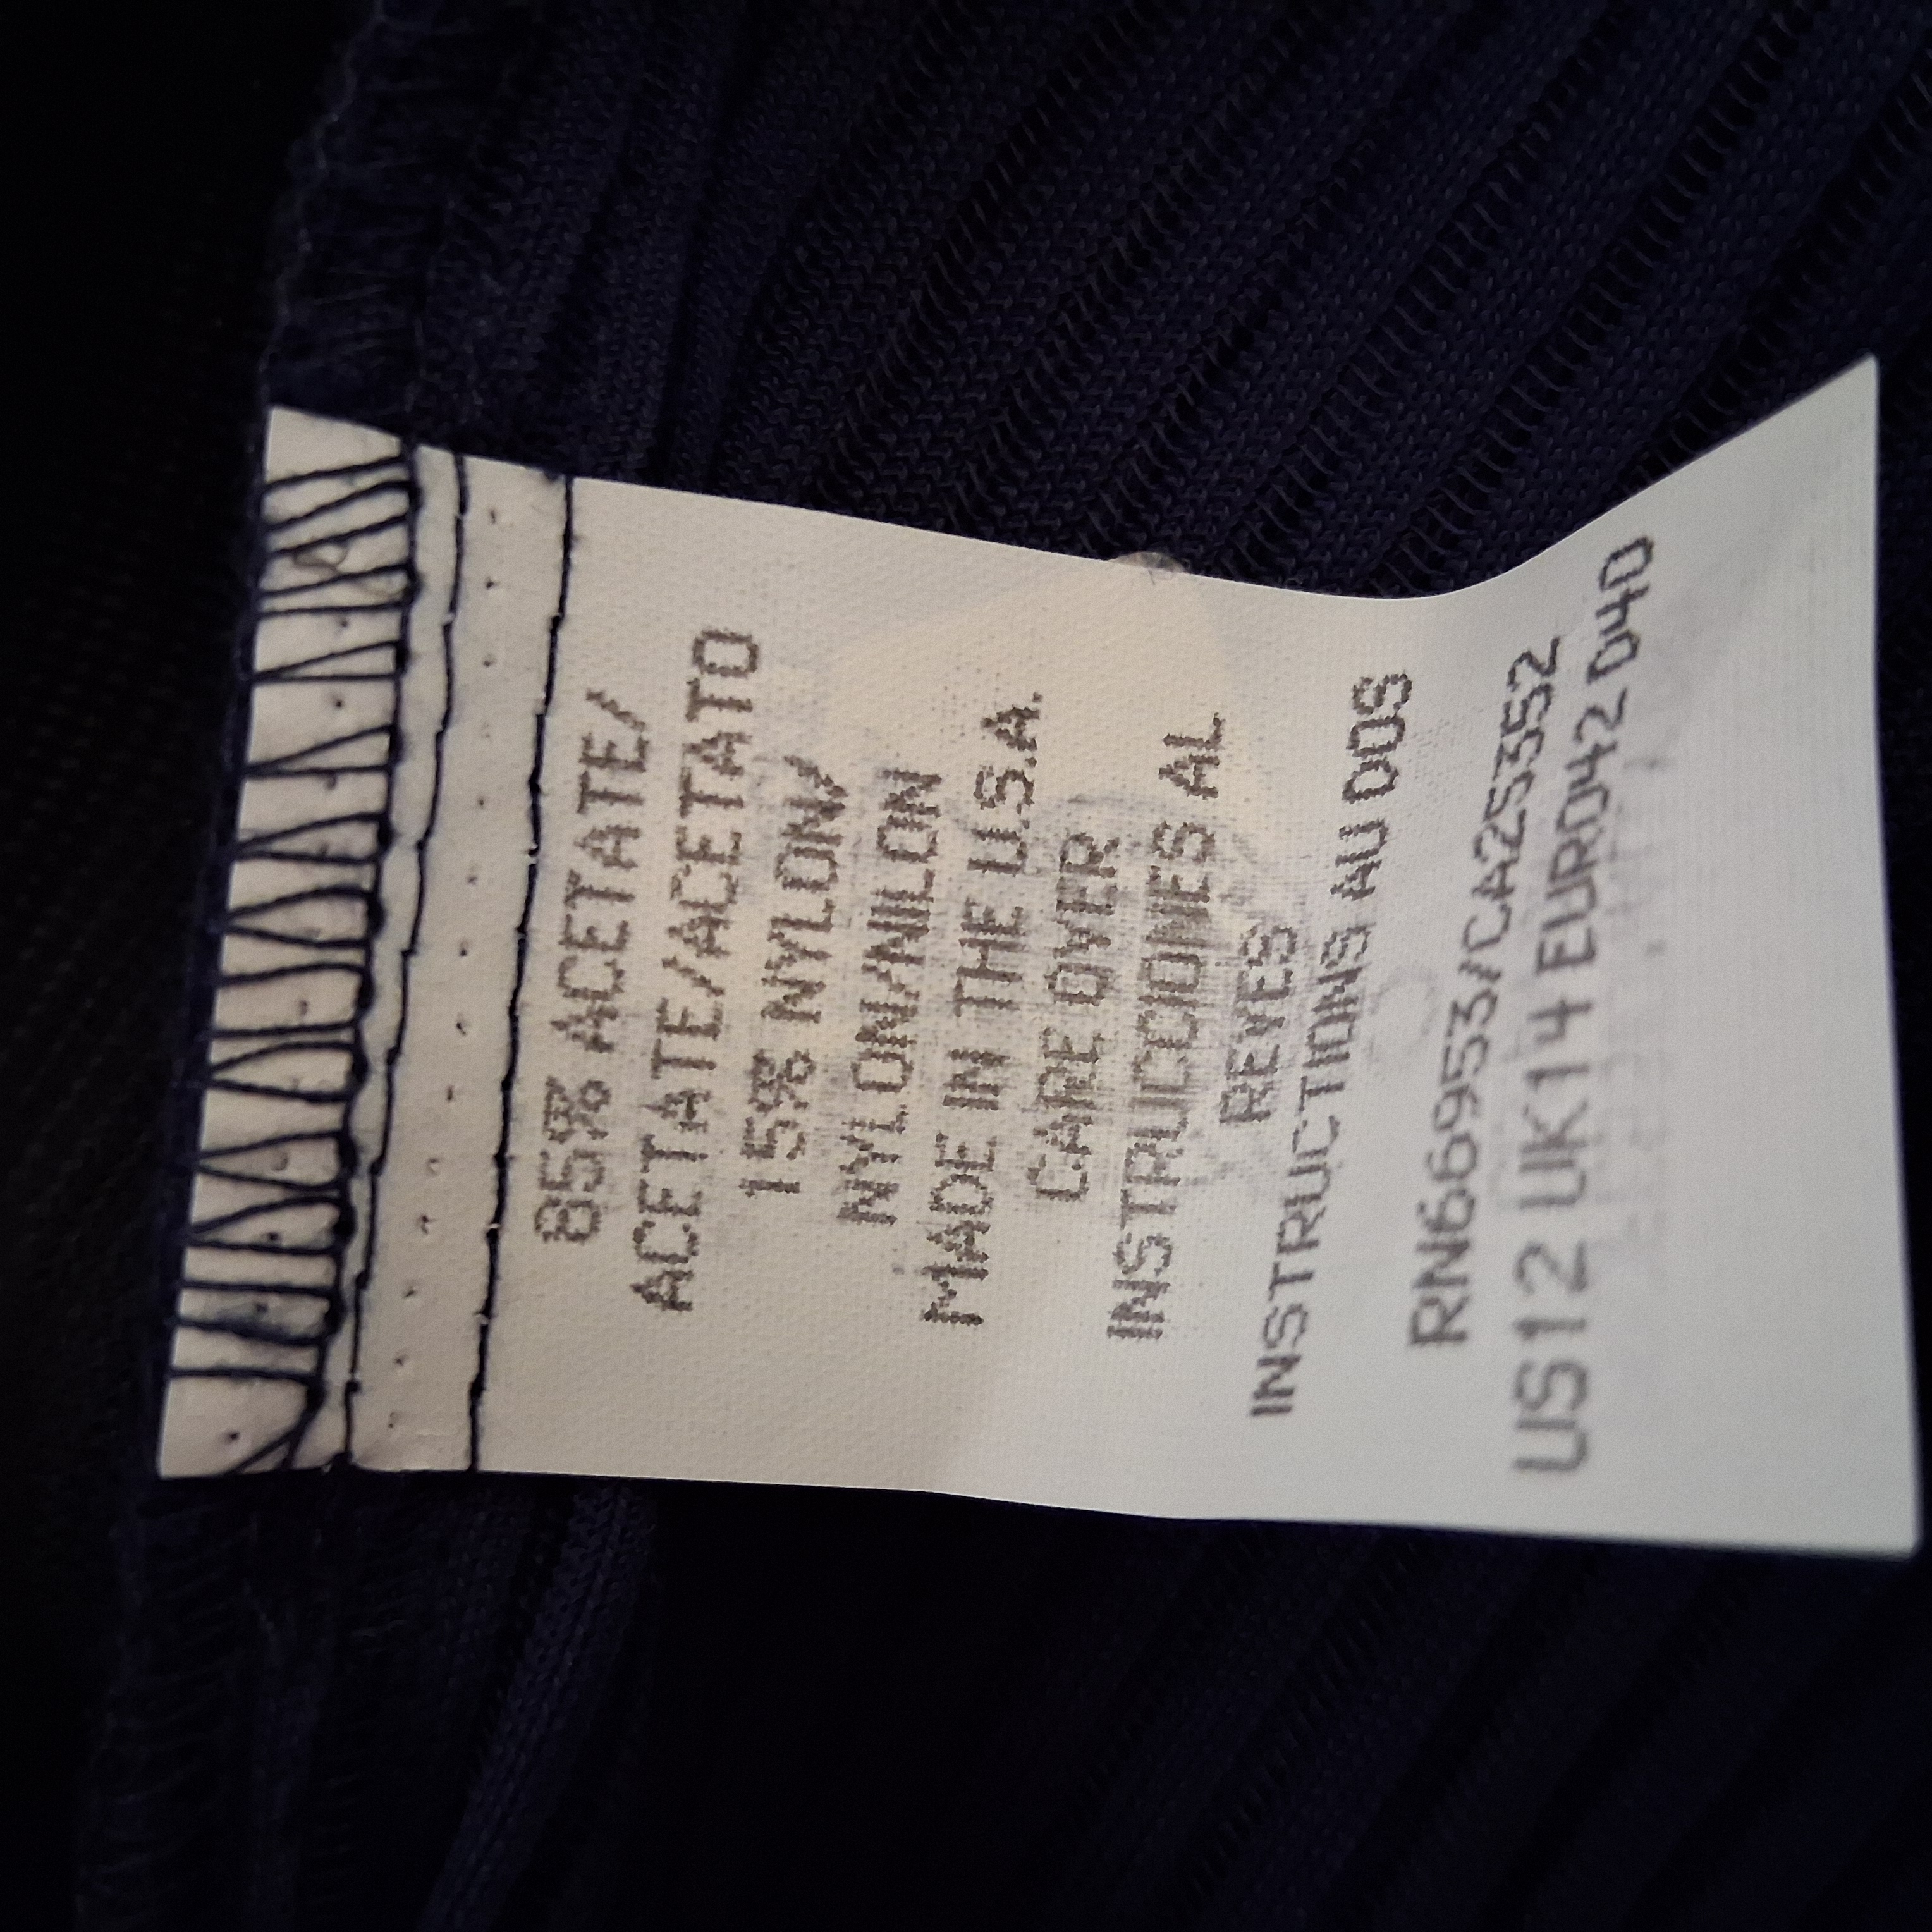 85% ACETATE/
ACETATE/ACETATO
15% NYLON/
NYLON/NILON
MADE IN THE U.S.A.
CARE OVER
INSTRUCCIONES AL
REVES
INSTRUCTIONS AU DOS
RN66953/CA25352
US12 UK14 EURO42 D40